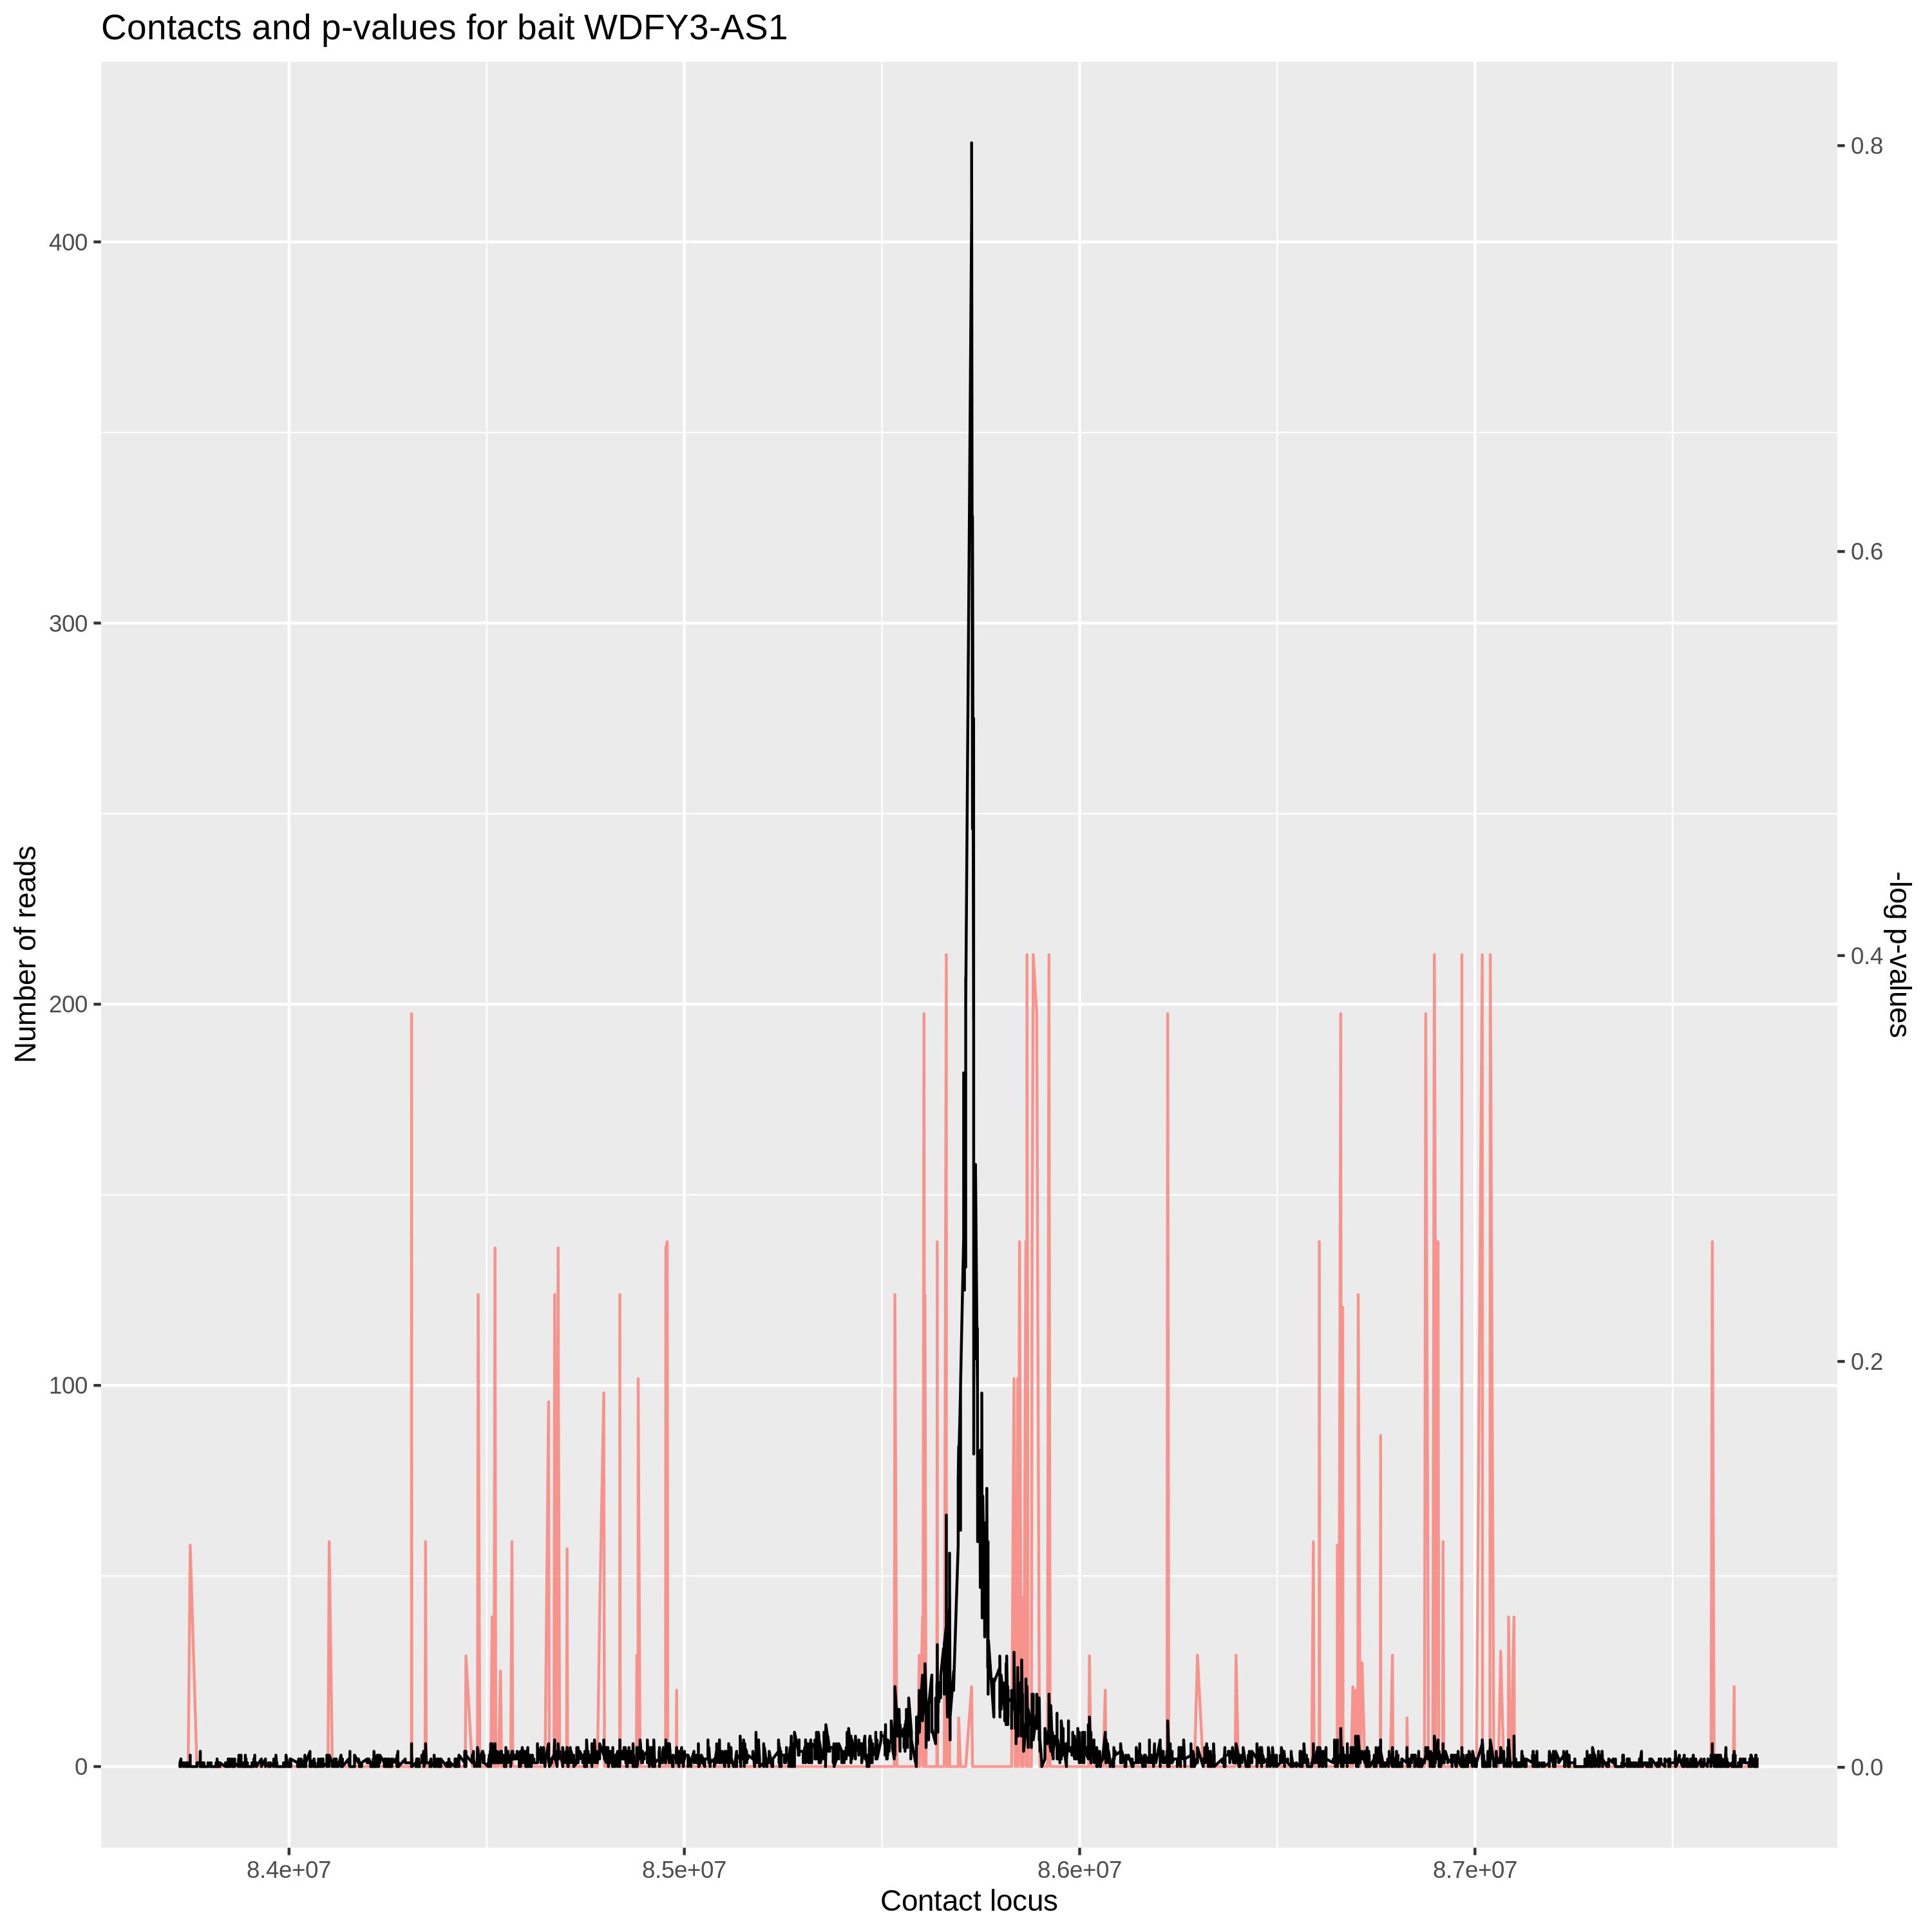 Contacts and p-values for bait WDFY3-AS1
Number of reads
400
300
200
100
0
0.8
0.6
0.4
0.2
0.0
-log p-values
8.4e+07
8.5e+07
8.6e+07
8.7e+07
Contact locus